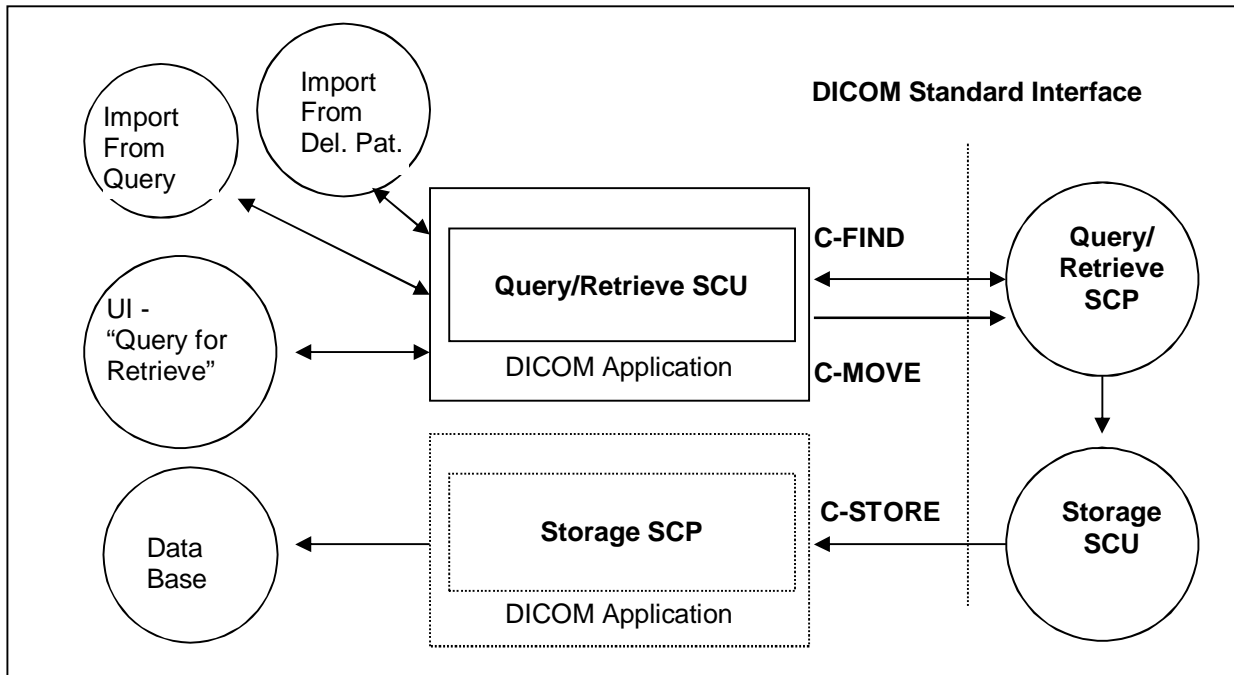 Import
From
Del. Pat.
Import
From
Query
DICOM Standard Interface
C-FIND
Query/
Retrieve
SCP
Query/Retrieve SCU
UI -
“Query for
Retrieve”
DICOM Application
C-MOVE
C-STORE
Storage
SCU
Storage SCP
Data
Base
DICOM Application